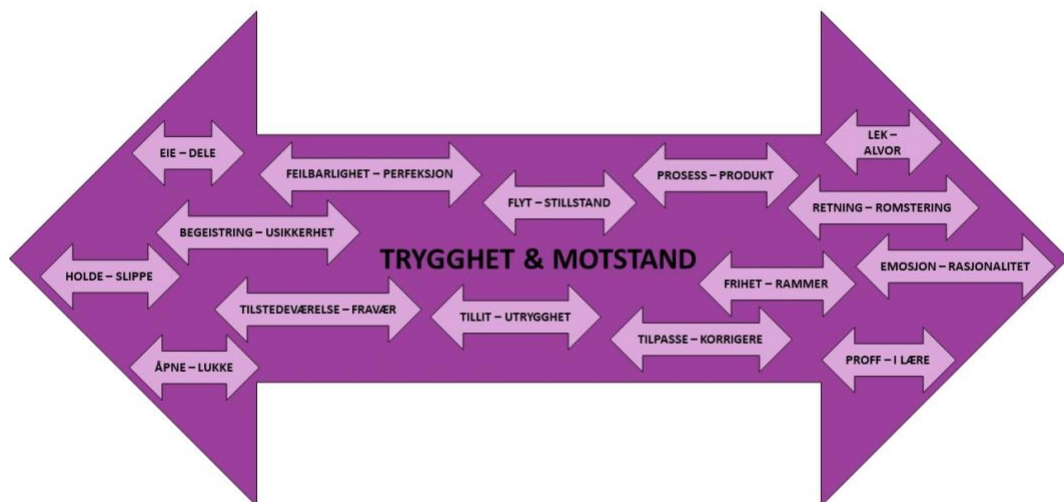 EIE – DELE
FEILBARLIGHET – PERFEKSJON
FLYT – STILLSTAND
PROSESS – PRODUKT
LEK –
ALVOR
RETNING – ROMSTERING
BEGEISTRING – USIKKERHET
TRYGGHET & MOTSTAND
EMOSJON – RASJONALITET
HOLDE – SLIPPE
FRIHET – RAMMER
TILSTEDEVÆRELSE – FRAVÆR
TILLIT – UTRYGGHET
TILPASSE – KORRIGERE
ÅPNE – LUKKE
PROFF – I LÆRE